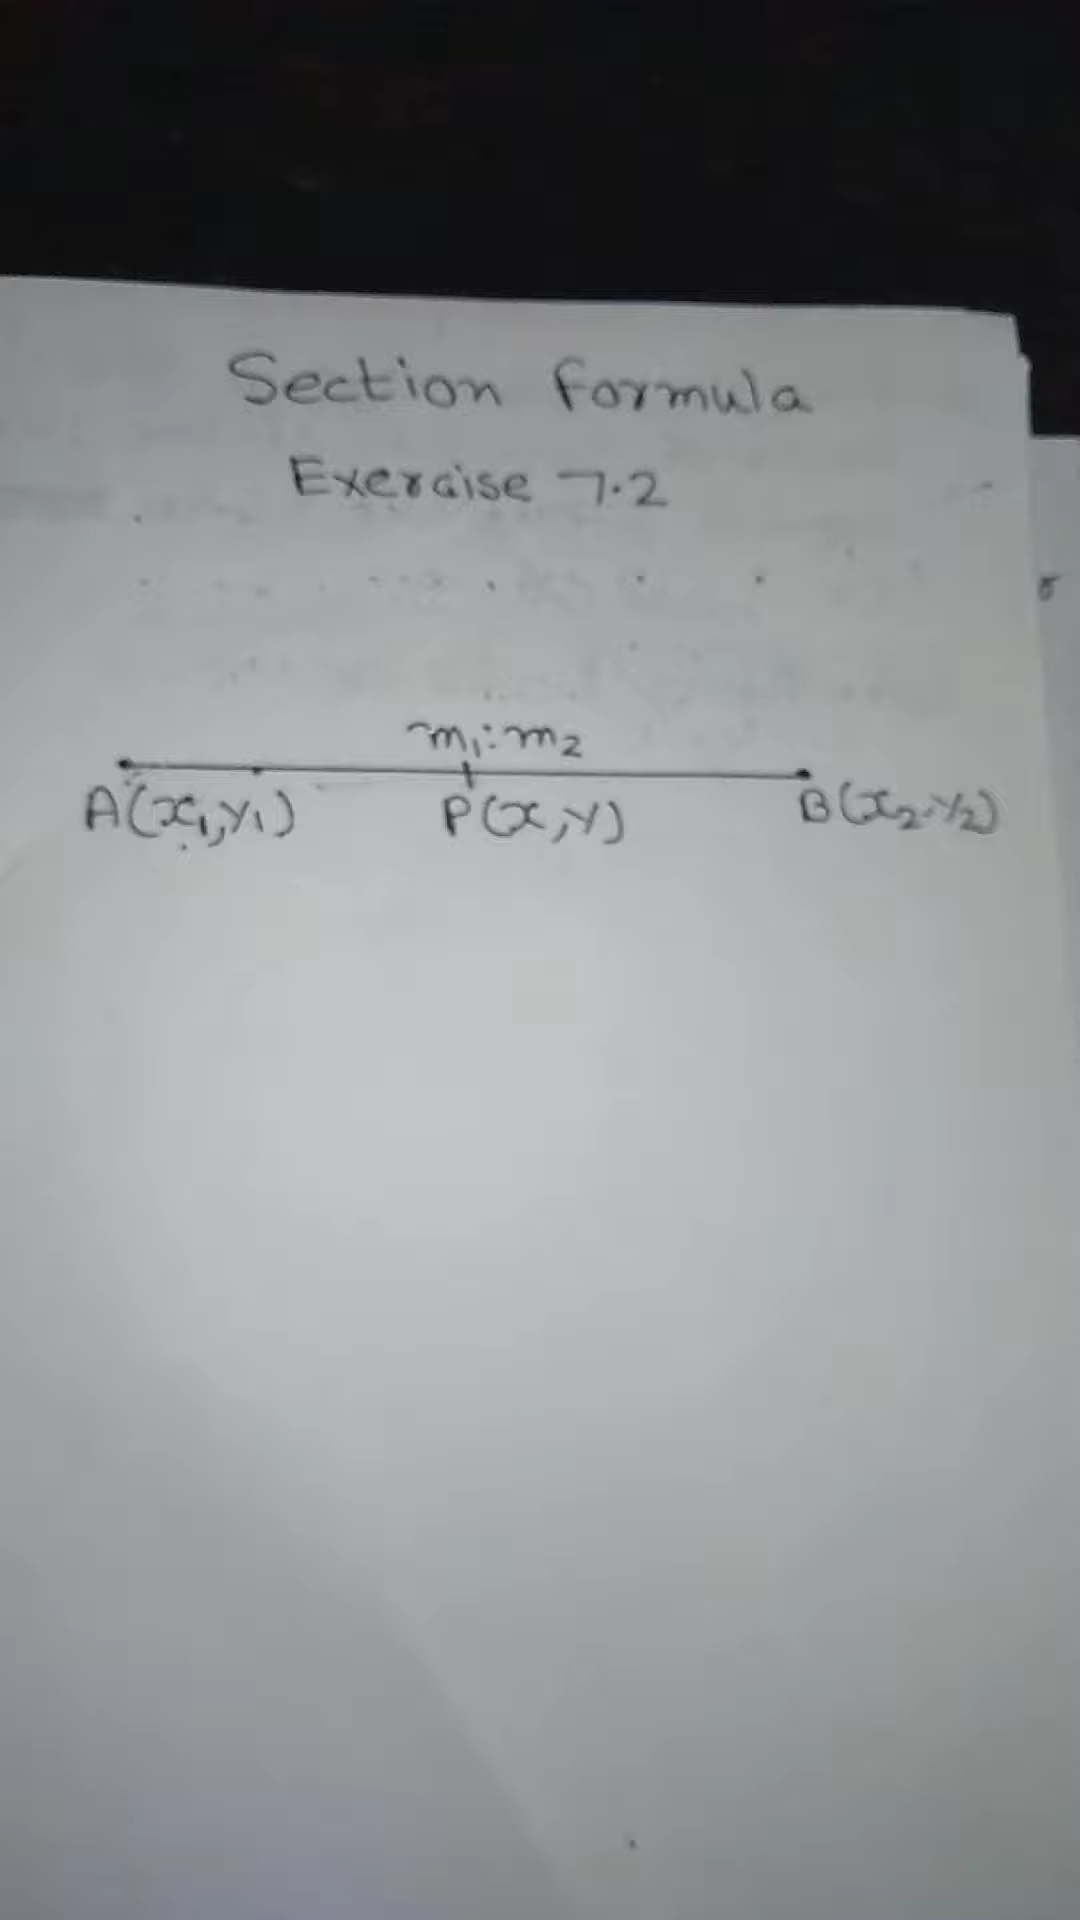 Section formula
Exercise 7.2
m₁:m₂
A(x₁,y₁) P(x,y) B(x₂,y₂)